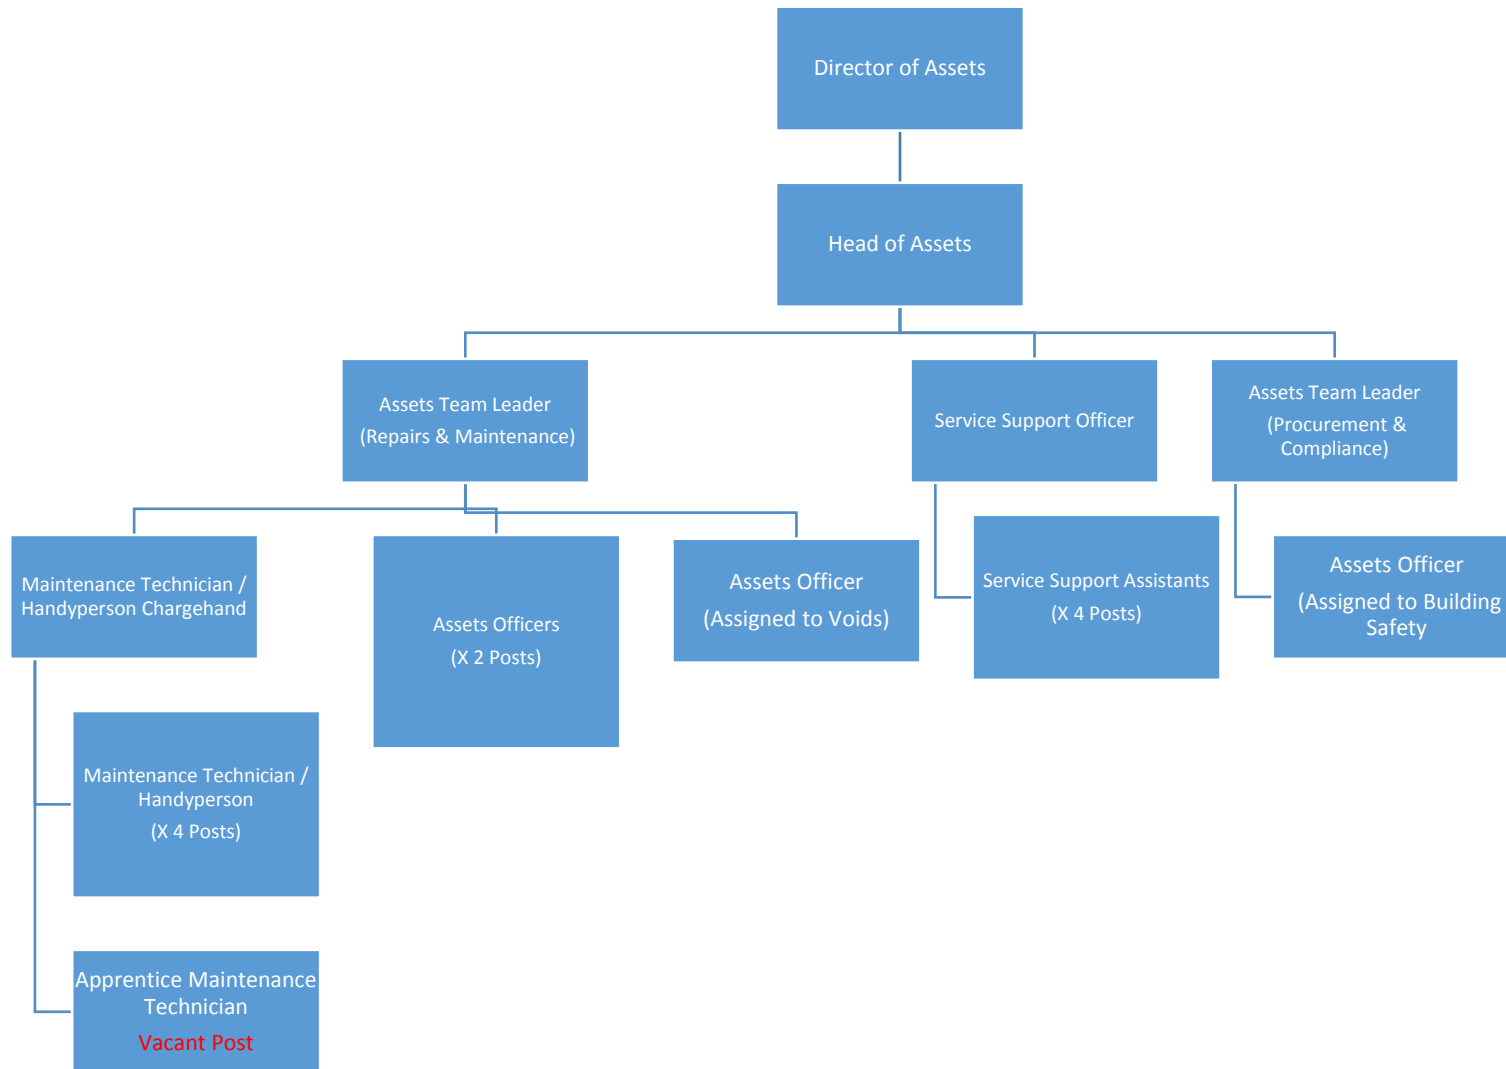 Director of Assets
Head of Assets
Assets Team Leader
(Repairs & Maintenance)
Service Support Officer
Assets Team Leader
(Procurement &
Compliance)
Maintenance Technician /
Handyperson Chargehand
Assets Officers
(X 2 Posts)
Assets Officer
(Assigned to Voids)
Service Support Assistants
(X 4 Posts)
Assets Officer
(Assigned to Building
Safety
Maintenance Technician /
Handyperson
(X 4 Posts)
Apprentice Maintenance
Technician
Vacant Post